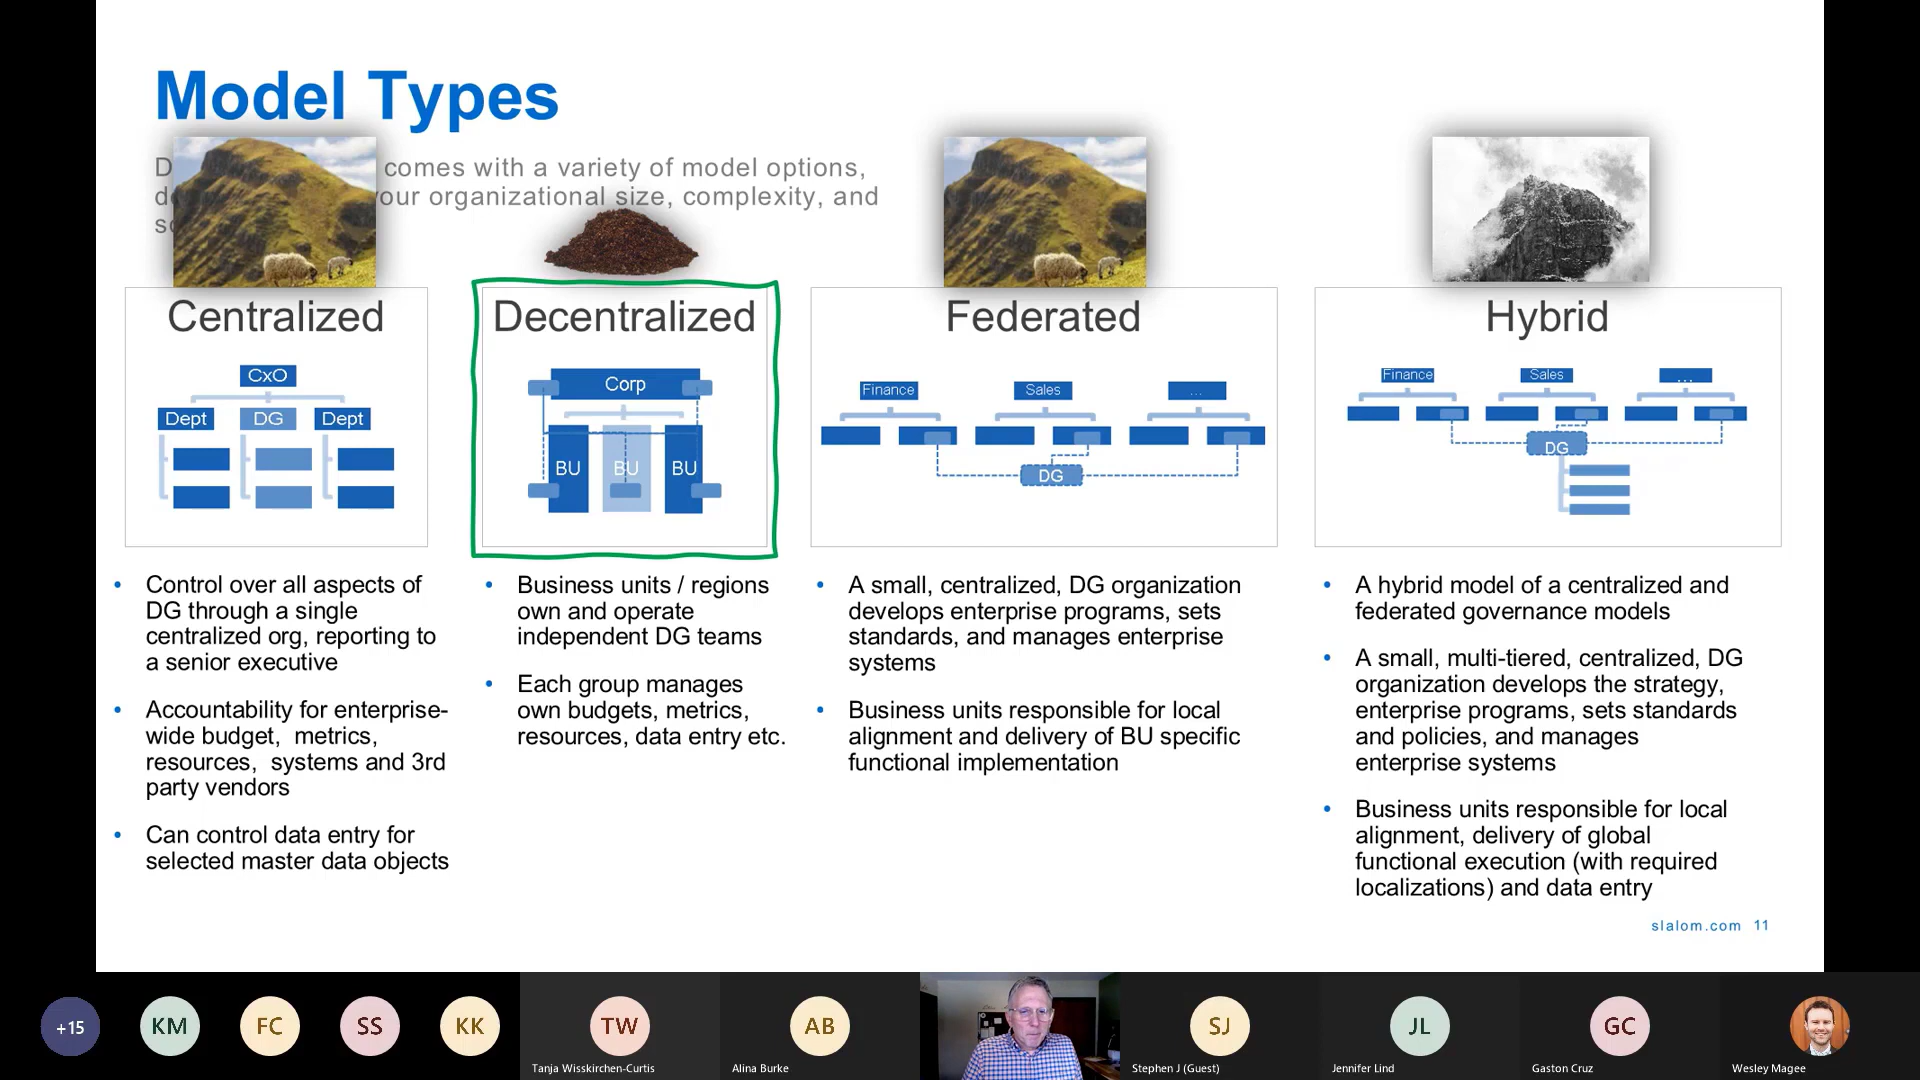 Model Types
comes with a variety of model options,
your organizational size, complexity, and
Centralized
CxO
Dept
DG
Dept
Control over all aspects of
DG through a single
centralized org, reporting to
a senior executive
Accountability for enterprise-
wide budget, metrics,
resources, systems and 3rd
party vendors
Can control data entry for
selected master data objects
Decentralized
Corp
BU
BU
BU
Business units / regions
own and operate
independent DG teams
Each group manages
own budgets, metrics,
resources, data entry etc.
Federated
Finance
Sales
...
DG
A small, centralized, DG organization
develops enterprise programs, sets
standards, and manages enterprise
systems
Business units responsible for local
alignment and delivery of BU specific
functional implementation
Hybrid
Finance
Sales
...
DG
A hybrid model of a centralized and
federated governance models
A small, multi-tiered, centralized, DG
organization develops the strategy,
enterprise programs, sets standards
and policies, and manages
enterprise systems
Business units responsible for local
alignment, delivery of global
functional execution (with required
localizations) and data entry
slalom.com 11
+15
KM
FC
SS
KK
TW
Tanja Wisskirchen-Curtis
AB
Alina Burke
SJ
Stephen J (Guest)
JL
Jennifer Lind
GC
Gaston Cruz
Wesley Magee